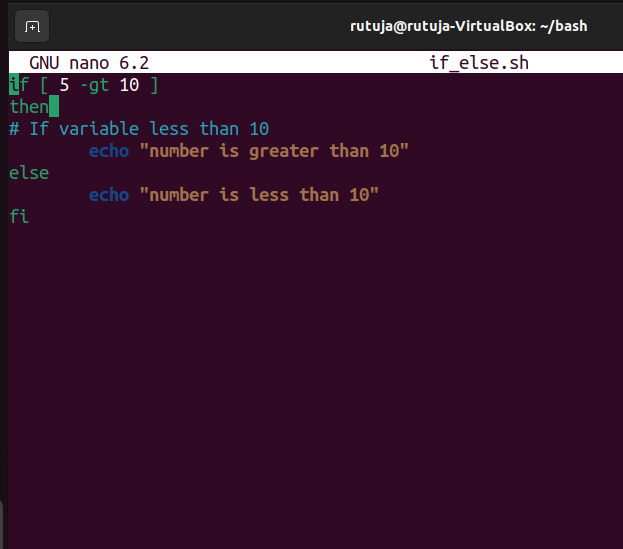 rutuja@rutuja-VirtualBox: ~/bash
GNU nano 6.2 if_else.sh
if [ 5 -gt 10 ]
then
# If variable less than 10
echo "number is greater than 10"
else
echo "number is less than 10"
fi